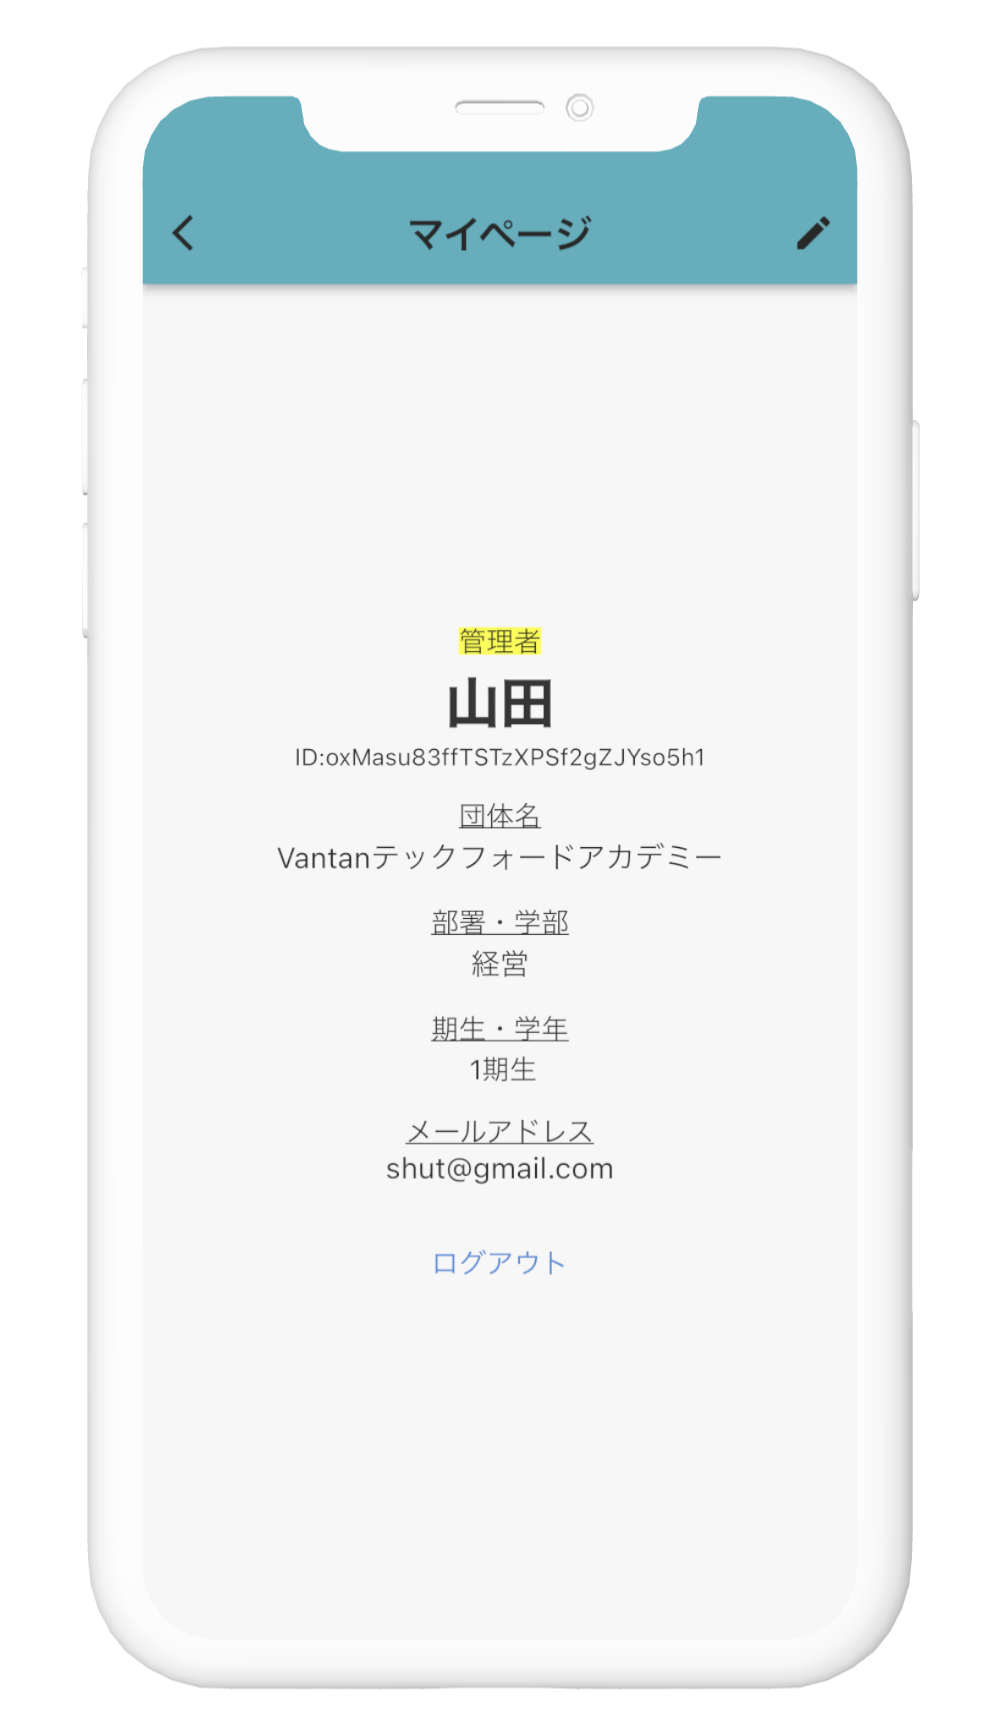 マイページ
管理者
山田
ID:oxMasu83ffTSTzXPSf2gZJYso5h1
団体名
Vantanテックフォードアカデミー
部署・学部
経営
期生・学年
1期生
メールアドレス
shut@gmail.com
ログアウト